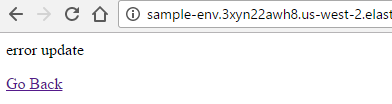 sample-env.3xyn22awh8.us-west-2.elast
error update
Go Back